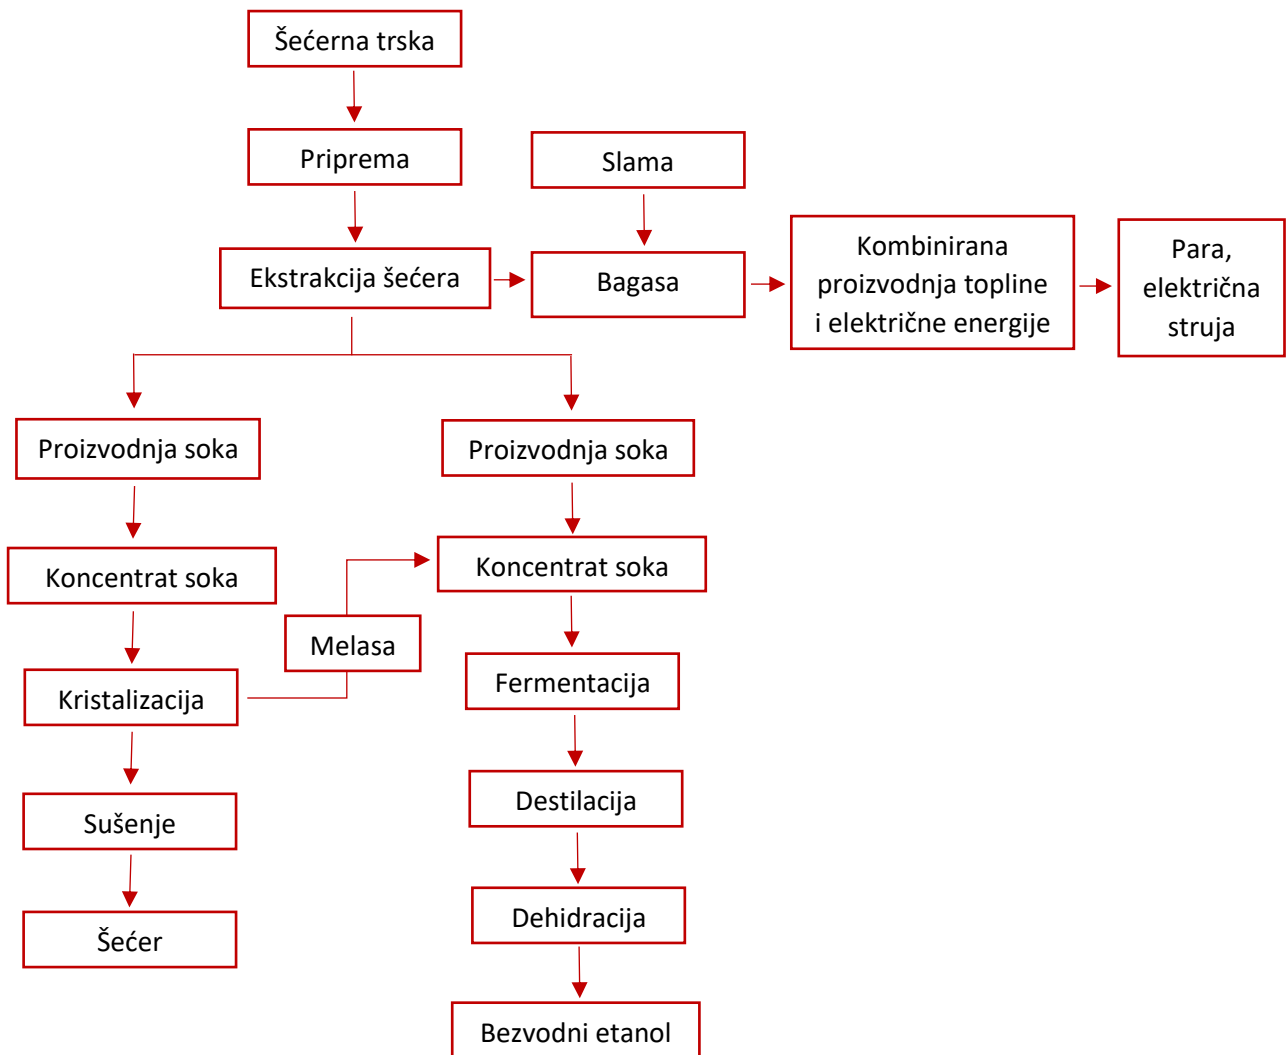 Šećerna trska
Priprema
Slama
Ekstrakcija šećera
Bagasa
Kombinirana
proizvodnja topline
i električne energije
Para,
električna
struja
Proizvodnja soka
Proizvodnja soka
Koncentrat soka
Koncentrat soka
Melasa
Kristalizacija
Fermentacija
Sušenje
Destilacija
Šećer
Dehidracija
Bezvodni etanol